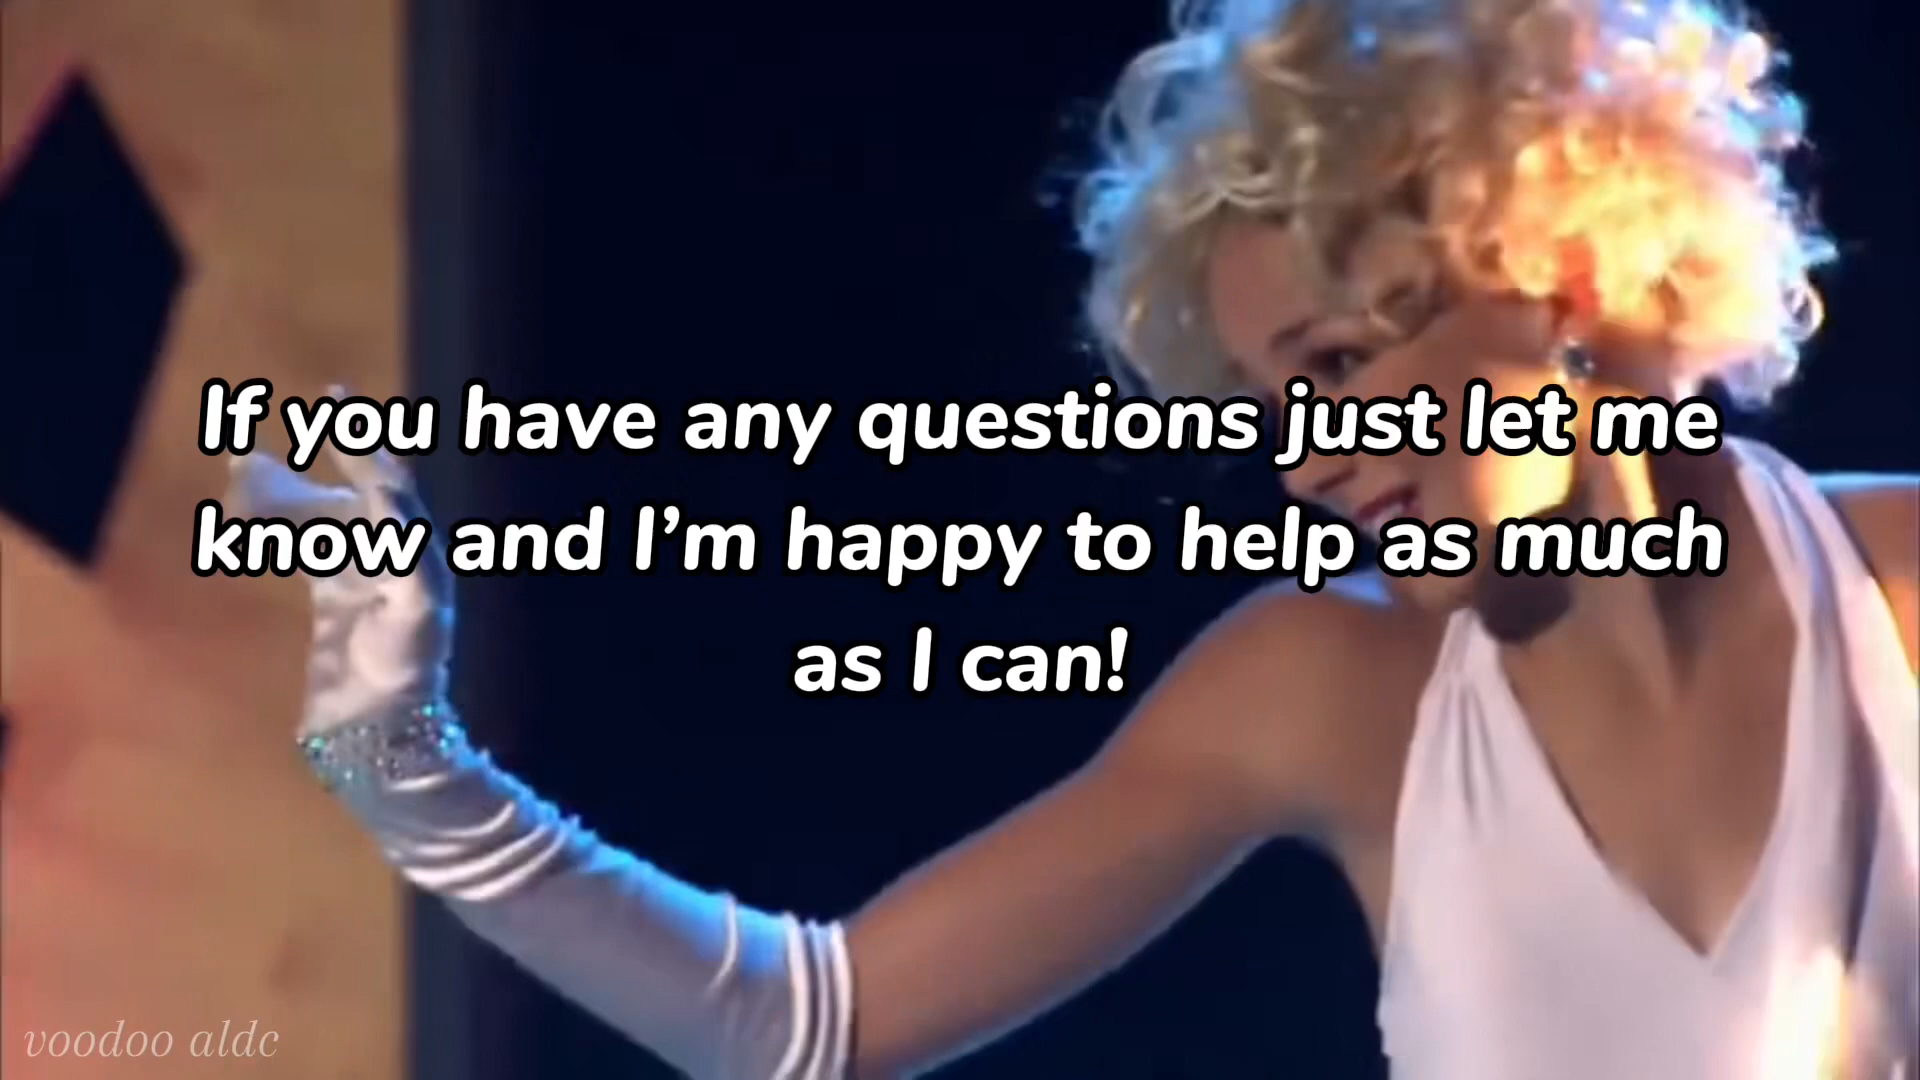 If you have any questions just let me
know and I’m happy to help as much
as I can!
voodoo aldc